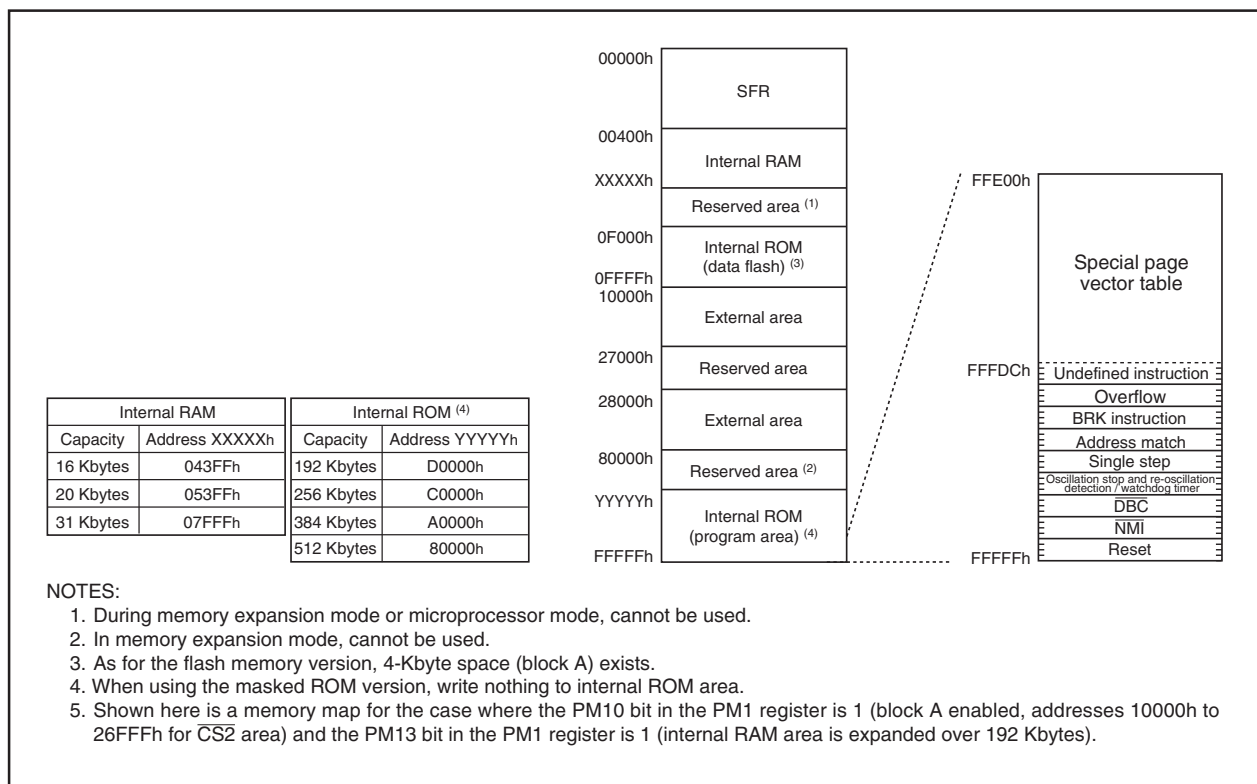 00000h
SFR
00400h
Internal RAM
XXXXXh
Reserved area (1)
0F000h
Internal ROM
(data flash) (3)
0FFFFh
10000h
External area
27000h
Reserved area
28000h
External area
80000h
Reserved area (2)
YYYYYh
Internal ROM
(program area) (4)
FFFFFh
FFE00h
Special page
vector table
FFFDCh
Undefined instruction
Overflow
BRK instruction
Address match
Single step
Oscillation stop and re-oscillation
detection / watchdog timer
DBC
NMI
Reset
FFFFFh
Internal RAM
Capacity Address XXXXXh
16 Kbytes 043FFh
20 Kbytes 053FFh
31 Kbytes 07FFFh
Internal ROM (4)
Capacity Address YYYYYh
192 Kbytes D0000h
256 Kbytes C0000h
384 Kbytes A0000h
512 Kbytes 80000h
NOTES:
1. During memory expansion mode or microprocessor mode, cannot be used.
2. In memory expansion mode, cannot be used.
3. As for the flash memory version, 4-Kbyte space (block A) exists.
4. When using the masked ROM version, write nothing to internal ROM area.
5. Shown here is a memory map for the case where the PM10 bit in the PM1 register is 1 (block A enabled, addresses 10000h to
26FFFh for CS2 area) and the PM13 bit in the PM1 register is 1 (internal RAM area is expanded over 192 Kbytes).